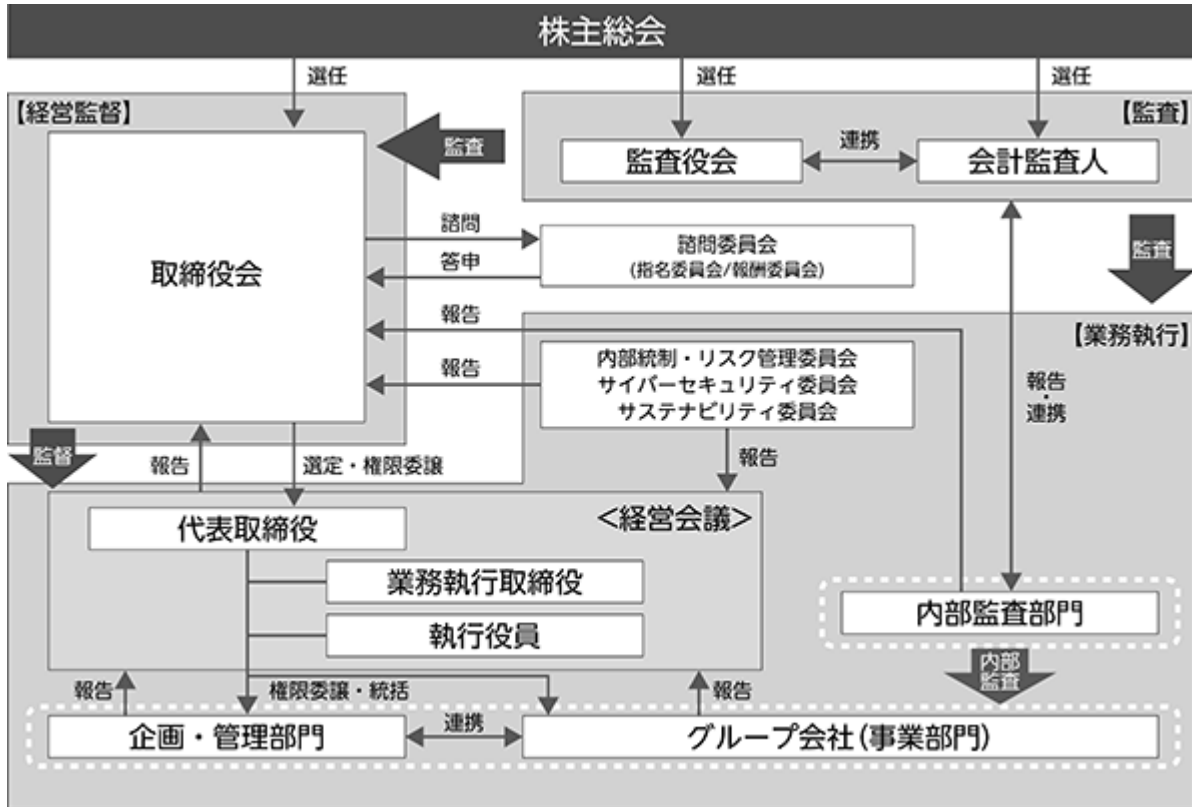 株主総会
選任
選任
選任
【経営監督】
【監査】
監査
監査役会
連携
会計監査人
取締役会
諮問
答申
諮問委員会
(指名委員会/報酬委員会)
監査
報告
【業務執行】
報告
内部統制・リスク管理委員会
サイバーセキュリティ委員会
サステナビリティ委員会
報告
・
連携
監督
報告
選定・権限委譲
報告
代表取締役
<経営会議>
業務執行取締役
執行役員
内部監査部門
内部
監査
報告
権限委譲・統括
報告
企画・管理部門
連携
グループ会社(事業部門)